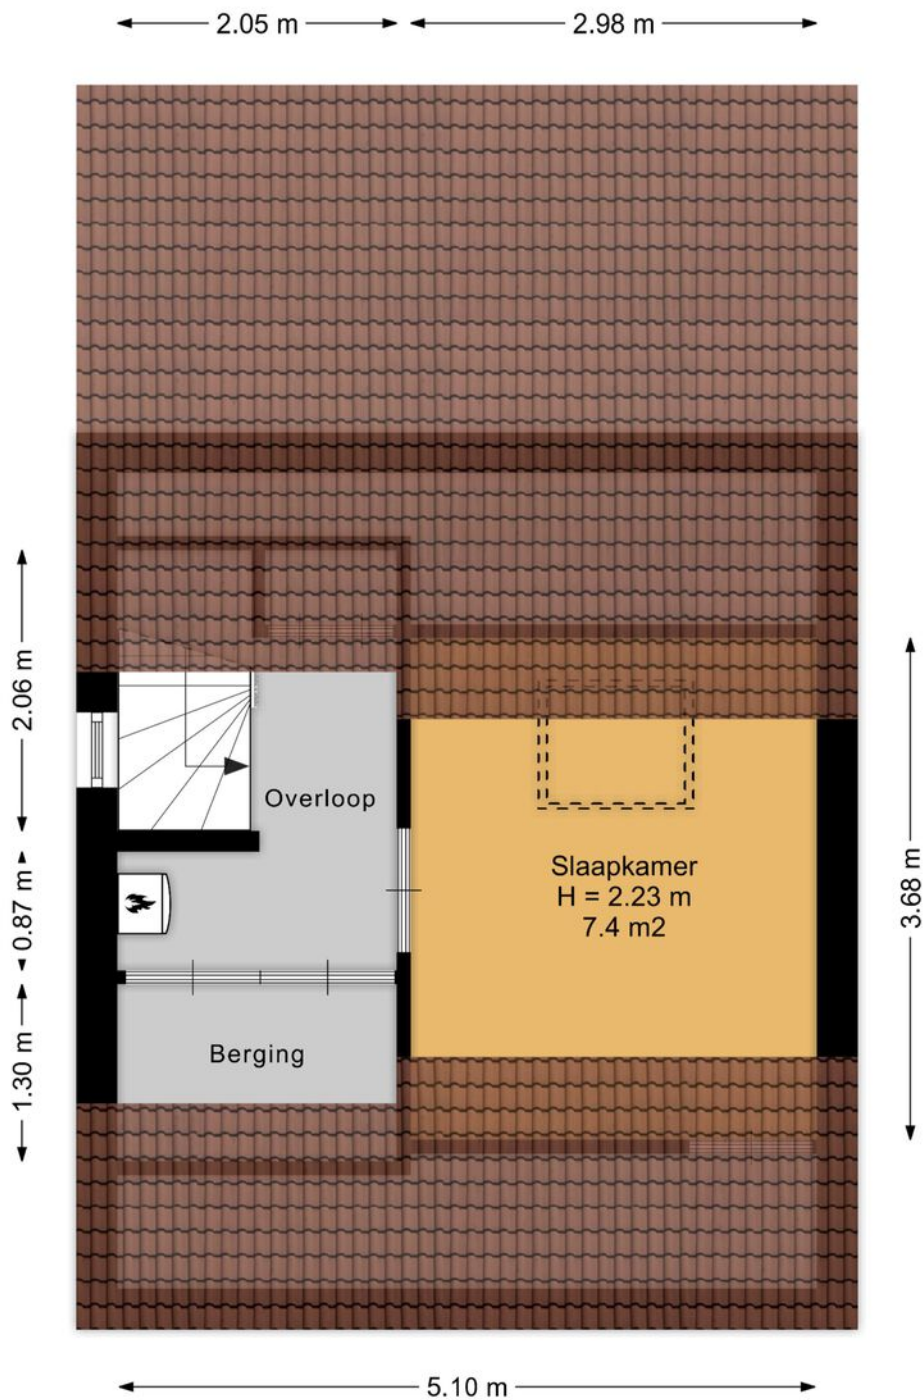 2.05 m
2.98 m
2.06 m
Overloop
Slaapkamer
H = 2.23 m
7.4 m2
0.87 m
3.68 m
Berging
1.30 m
5.10 m